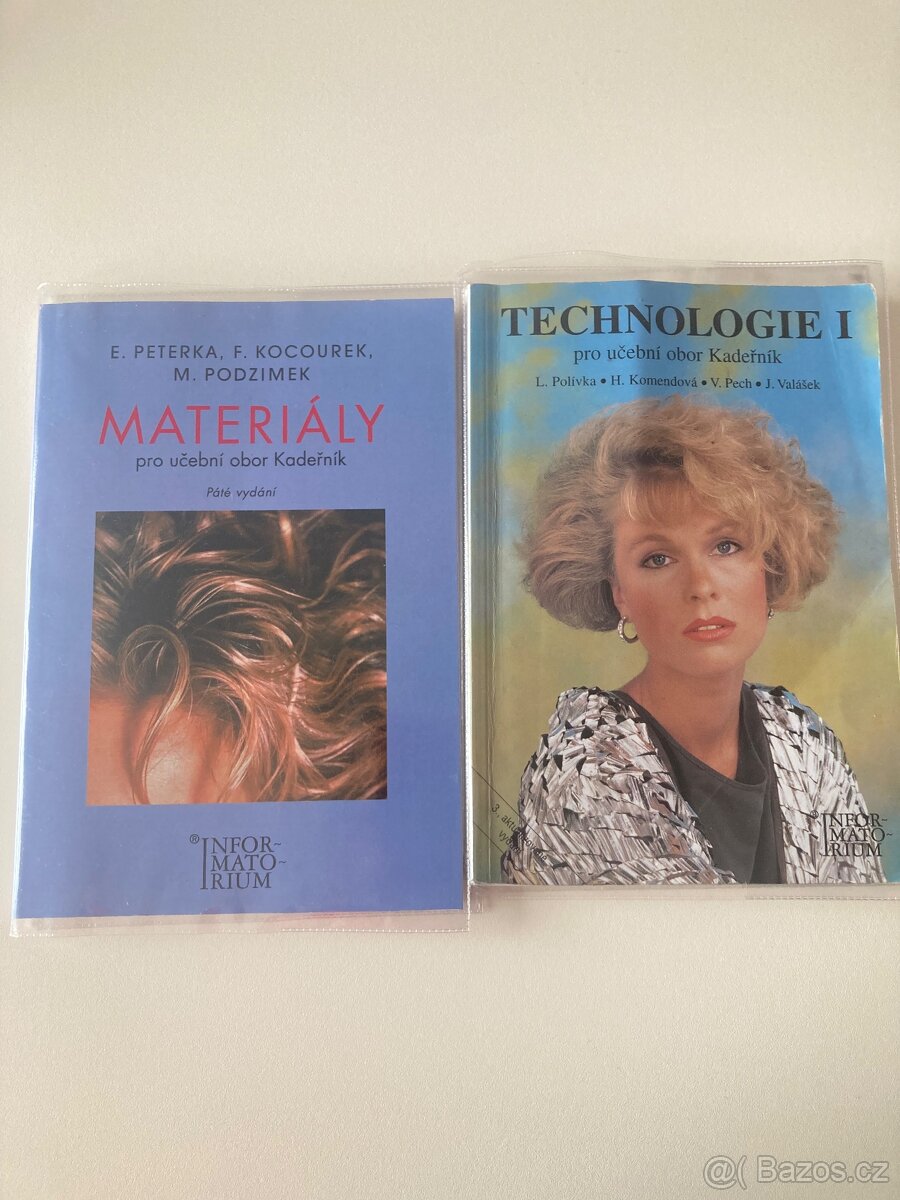 E. PETERKA, F. KOCOUREK,
M. PODZIMEK
MATERIÁLY
pro učební obor Kadeřník
Páté vydání
®INFOR~
MATO~
RIUM
TECHNOLOGIE I
pro učební obor Kadeřník
L. Polívka • H. Komendová • V. Pech • J. Valášek
®INFOR~
MATO~
RIUM
@( Bazos.cz